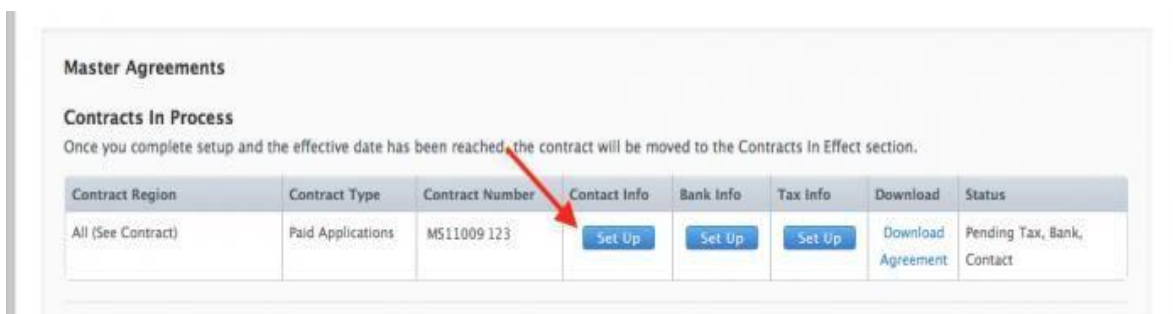 Master Agreements
Contracts In Process
Once you complete setup and the effective date has been reached, the contract will be moved to the Contracts In Effect section.
Contract Region Contract Type Contract Number Contact Info Bank Info Tax Info Download Status
All (See Contract) Paid Applications MS11009 123 Set Up Set Up Set Up Download Pending Tax, Bank,
Agreement Contact